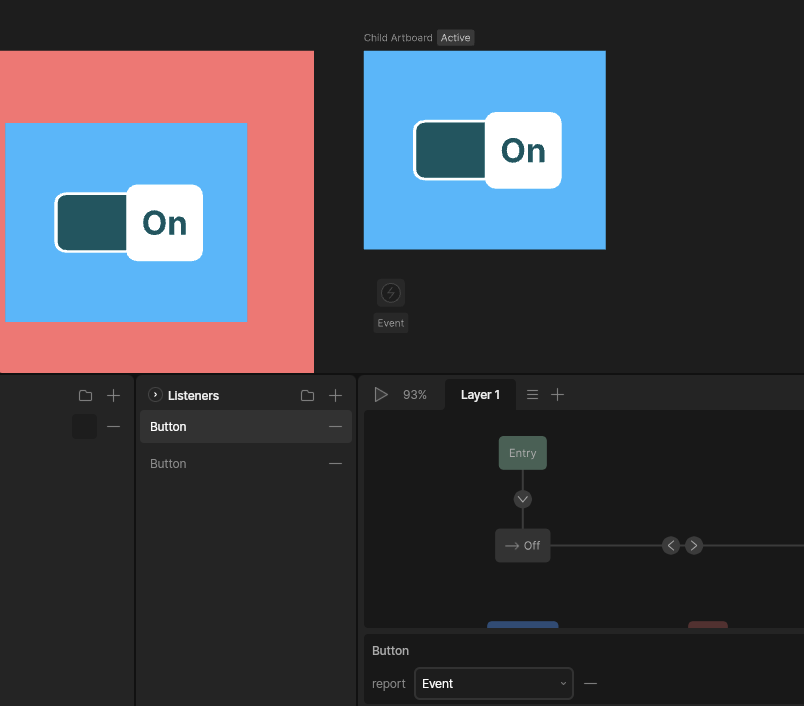 Child Artboard Active
On
On
Event
Listeners
93%
Layer 1
Button
Button
Entry
Off
Button
report Event